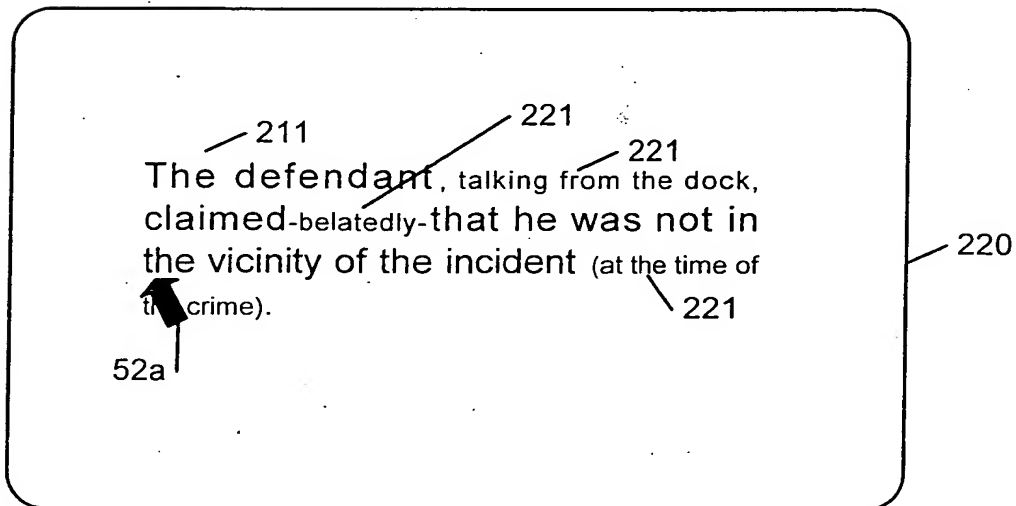 221
211
221
The defendant, talking from the dock,
claimed-belatedly-that he was not in
220
the vicinity of the incident (at the time of
crime).
221
52a